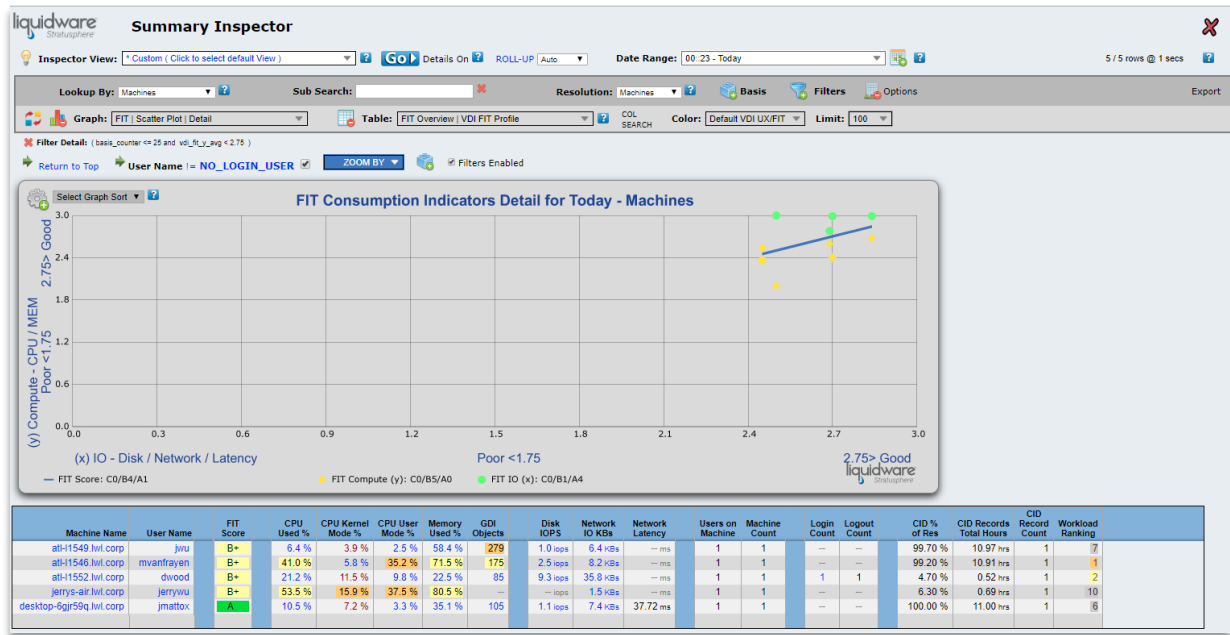 liquidware
Stratusphere
Summary Inspector
Inspector View: * Custom ( Click to select default View ) ? Go Details On ? ROLL-UP Auto Date Range: 00::23 - Today ? 5 / 5 rows @ 1 secs ?
Lookup By: Machines ? Sub Search: Resolution: Machines ? Basis Filters Options Export
Graph: FIT | Scatter Plot | Detail Table: FIT Overview | VDI FIT Profile ? COL SEARCH Color: Default VDI UX/FIT Limit: 100
Filter Detail: ( basis_counter <= 25 and vdi_fit_y_avg < 2.75 )
Return to Top User Name != NO_LOGIN_USER ZOOM BY Filters Enabled
Select Graph Sort ?
FIT Consumption Indicators Detail for Today - Machines
(y) Compute - CPU / MEM
Poor <1.75 2.75> Good
3.0
2.4
1.8
1.2
0.6
0.0
0.0 0.3 0.6 0.9 1.2 1.5 1.8 2.1 2.4 2.7 3.0
(x) IO - Disk / Network / Latency Poor <1.75 2.75> Good
liquidware
Stratusphere
FIT Score: C0/B4/A1 FIT Compute (y): C0/B5/A0 FIT IO (x): C0/B1/A4
Machine Name User Name FIT Score CPU Used % CPU Kernel Mode % CPU User Mode % Memory Used % GDI Objects Disk IOPS Network IO KBs Network Latency Users on Machine Machine Count Login Count Logout Count CID % of Res CID Records Total Hours CID Record Count Workload Ranking
atl-l1549.lwl.corp jwu B+ 6.4 % 3.9 % 2.5 % 58.4 % 279 1.0 iops 6.4 KBs -- ms 1 1 -- -- 99.70 % 10.97 hrs 1 7
atl-l1546.lwl.corp mvanfrayen B+ 41.0 % 5.8 % 35.2 % 71.5 % 175 2.5 iops 8.2 KBs -- ms 1 1 -- -- 99.20 % 10.91 hrs 1 1
atl-l1552.lwl.corp dwood B+ 21.2 % 11.5 % 9.8 % 22.5 % 85 9.3 iops 35.8 KBs -- ms 1 1 1 1 4.70 % 0.52 hrs 1 2
jerrys-air.lwl.corp jerrywu B+ 53.5 % 15.9 % 37.5 % 80.5 % -- -- iops 1.5 KBs -- ms 1 1 -- -- 6.30 % 0.69 hrs 1 10
desktop-6gjr59q.lwl.corp jmattox A 10.5 % 7.2 % 3.3 % 35.1 % 105 1.1 iops 7.4 KBs 37.72 ms 1 1 -- -- 100.00 % 11.00 hrs 1 6